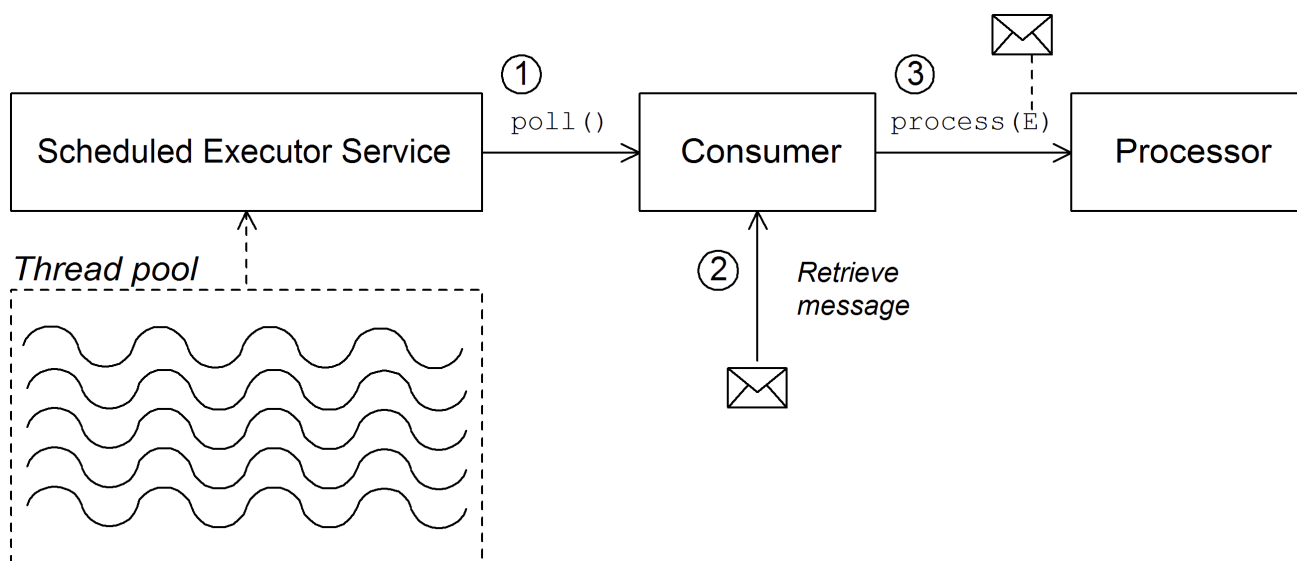 1
3
poll()
process(E)
Scheduled Executor Service
Consumer
Processor
Thread pool
2
Retrieve
message